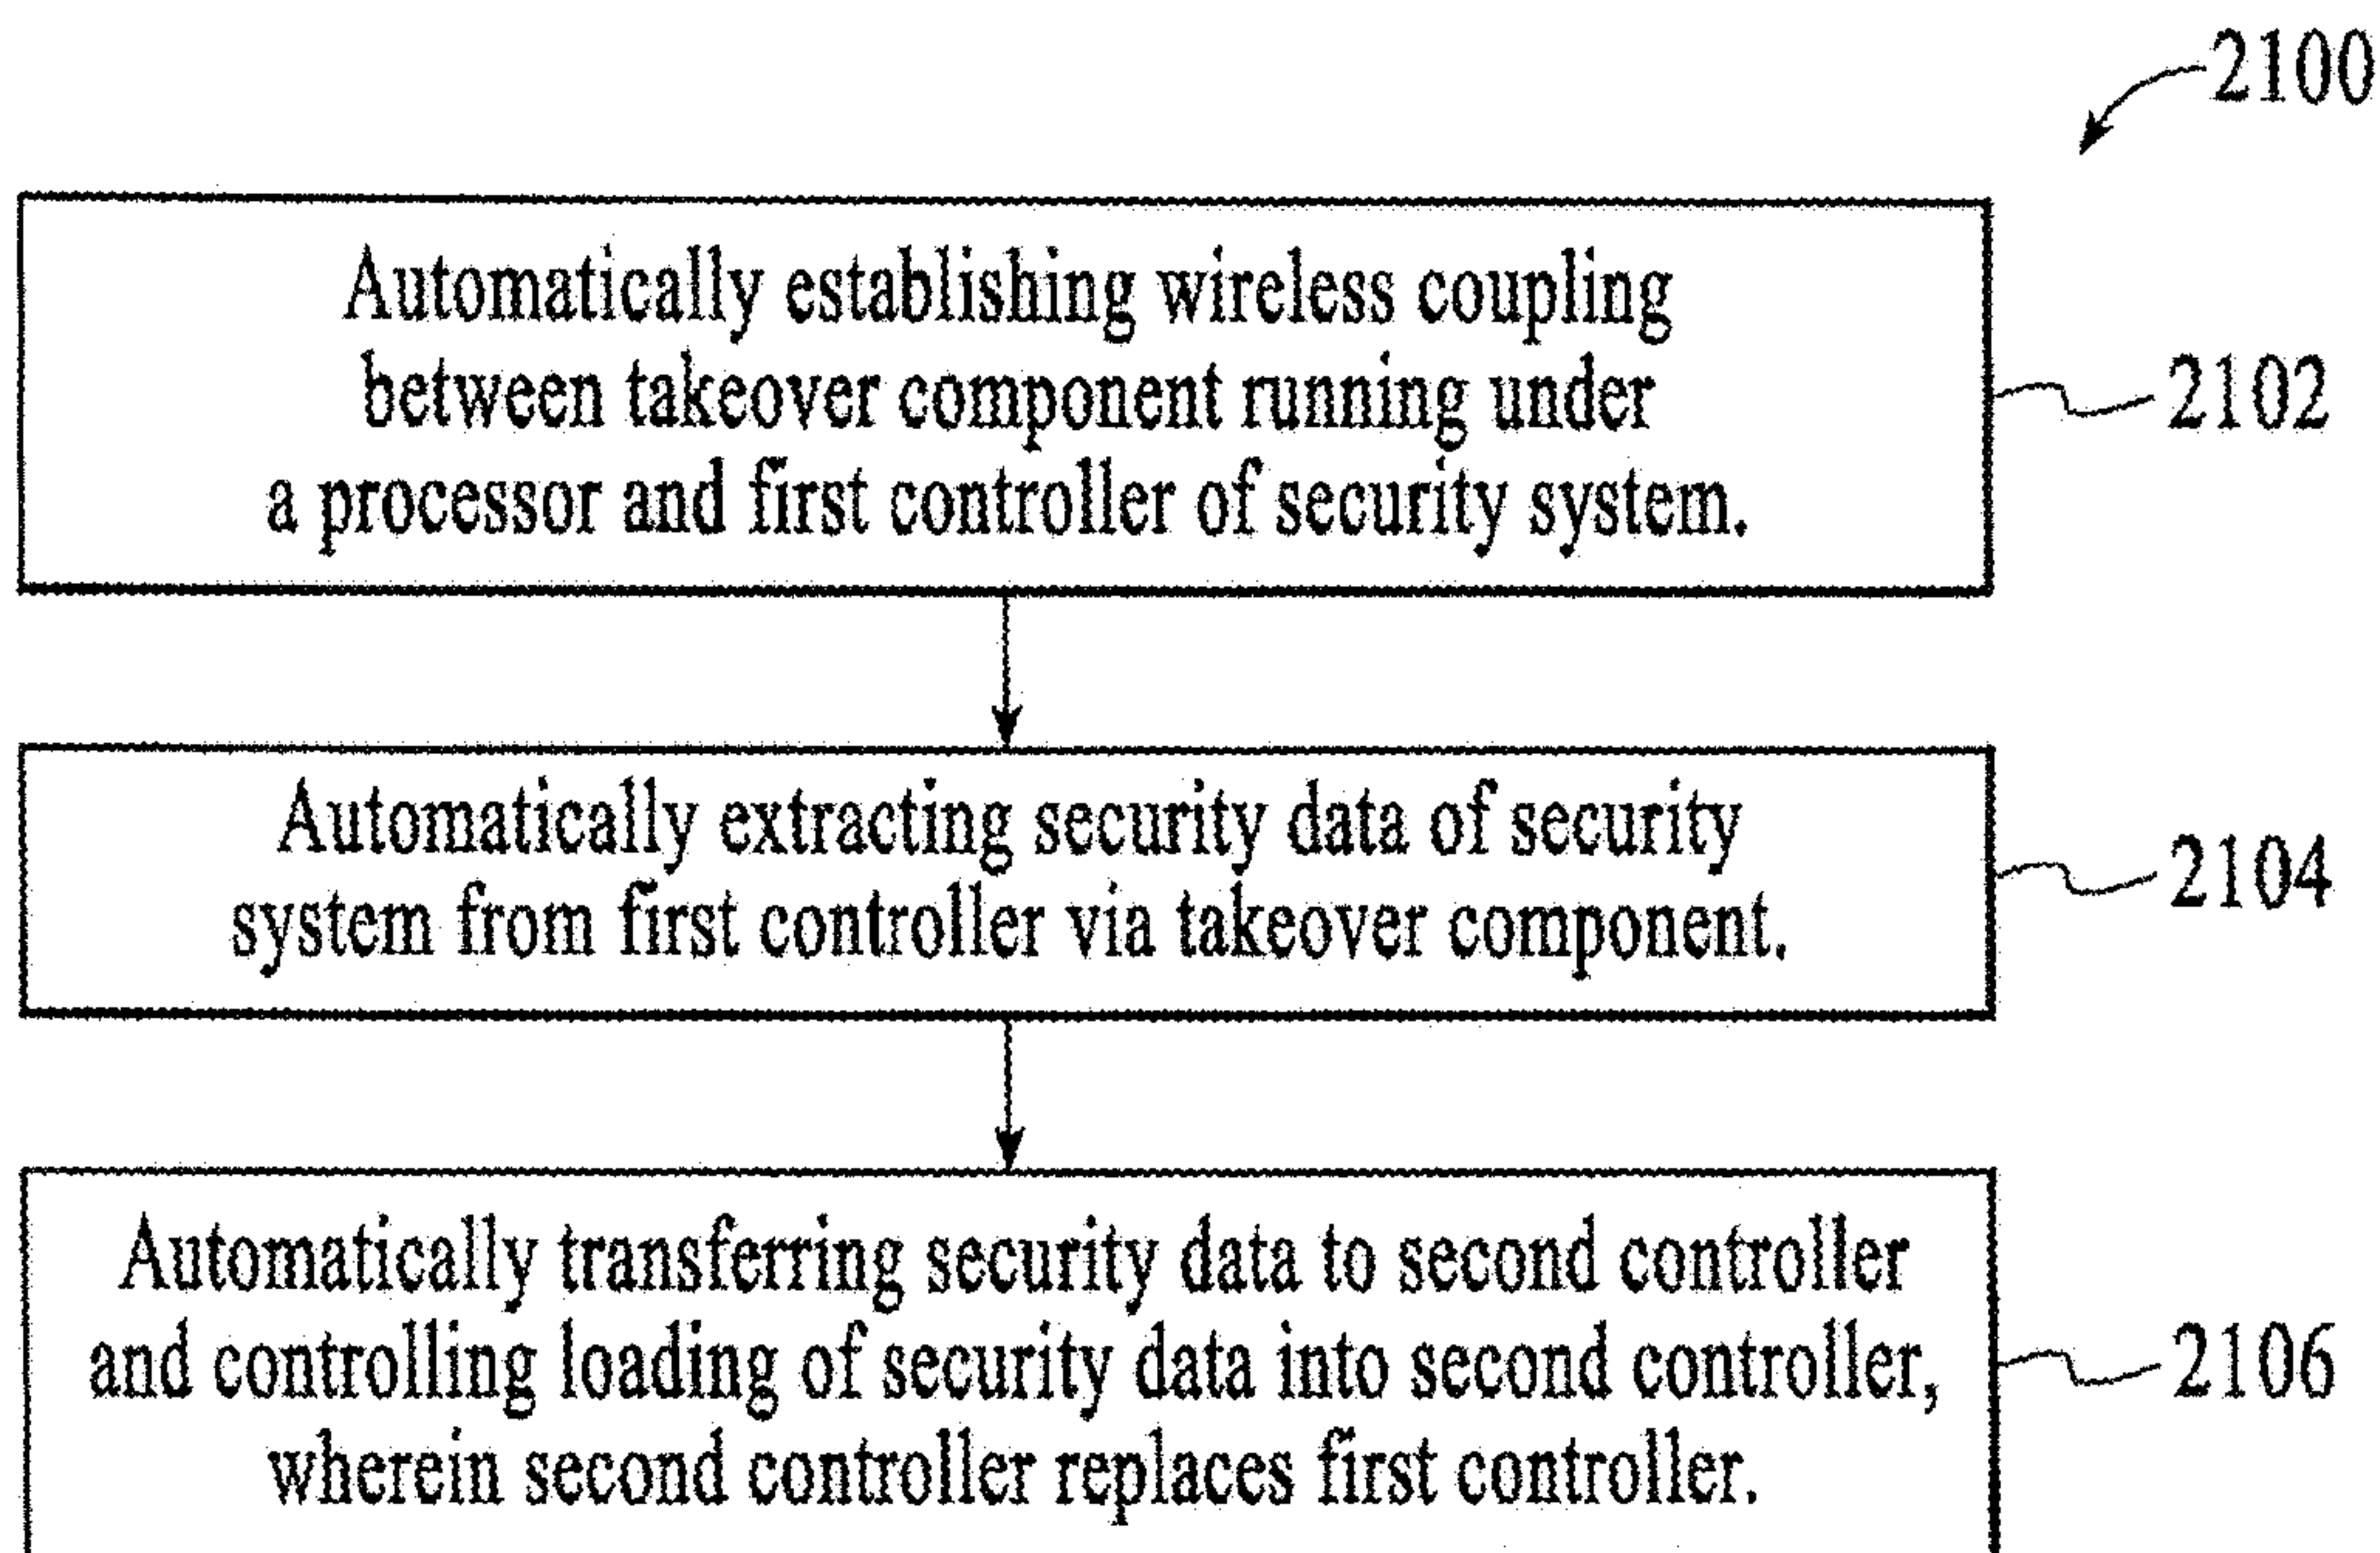 2100
Automatically establishing wireless coupling
between takeover component running under
a processor and first controller of security system.
2102
Automatically extracting security data of security
system from first controller via takeover component.
2104
Automatically transferring security data to second controller
and controlling loading of security data into second controller,
wherein second controller replaces first controller.
2106